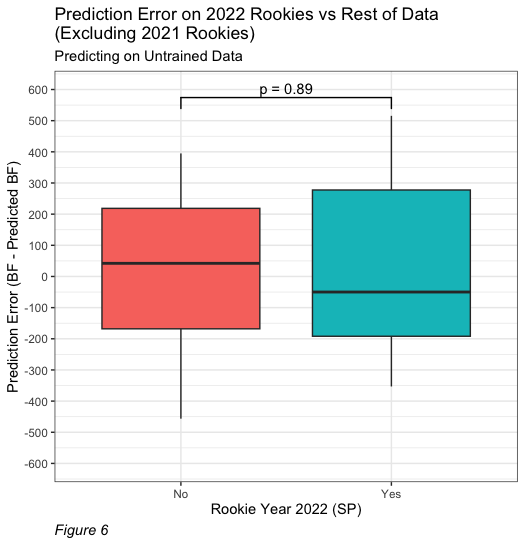 Prediction Error on 2022 Rookies vs Rest of Data
(Excluding 2021 Rookies)
Predicting on Untrained Data
p = 0.89
600
500
400
300
200
100
0
-100
-200
-300
-400
-500
-600
Prediction Error (BF - Predicted BF)
No
Yes
Rookie Year 2022 (SP)
Figure 6